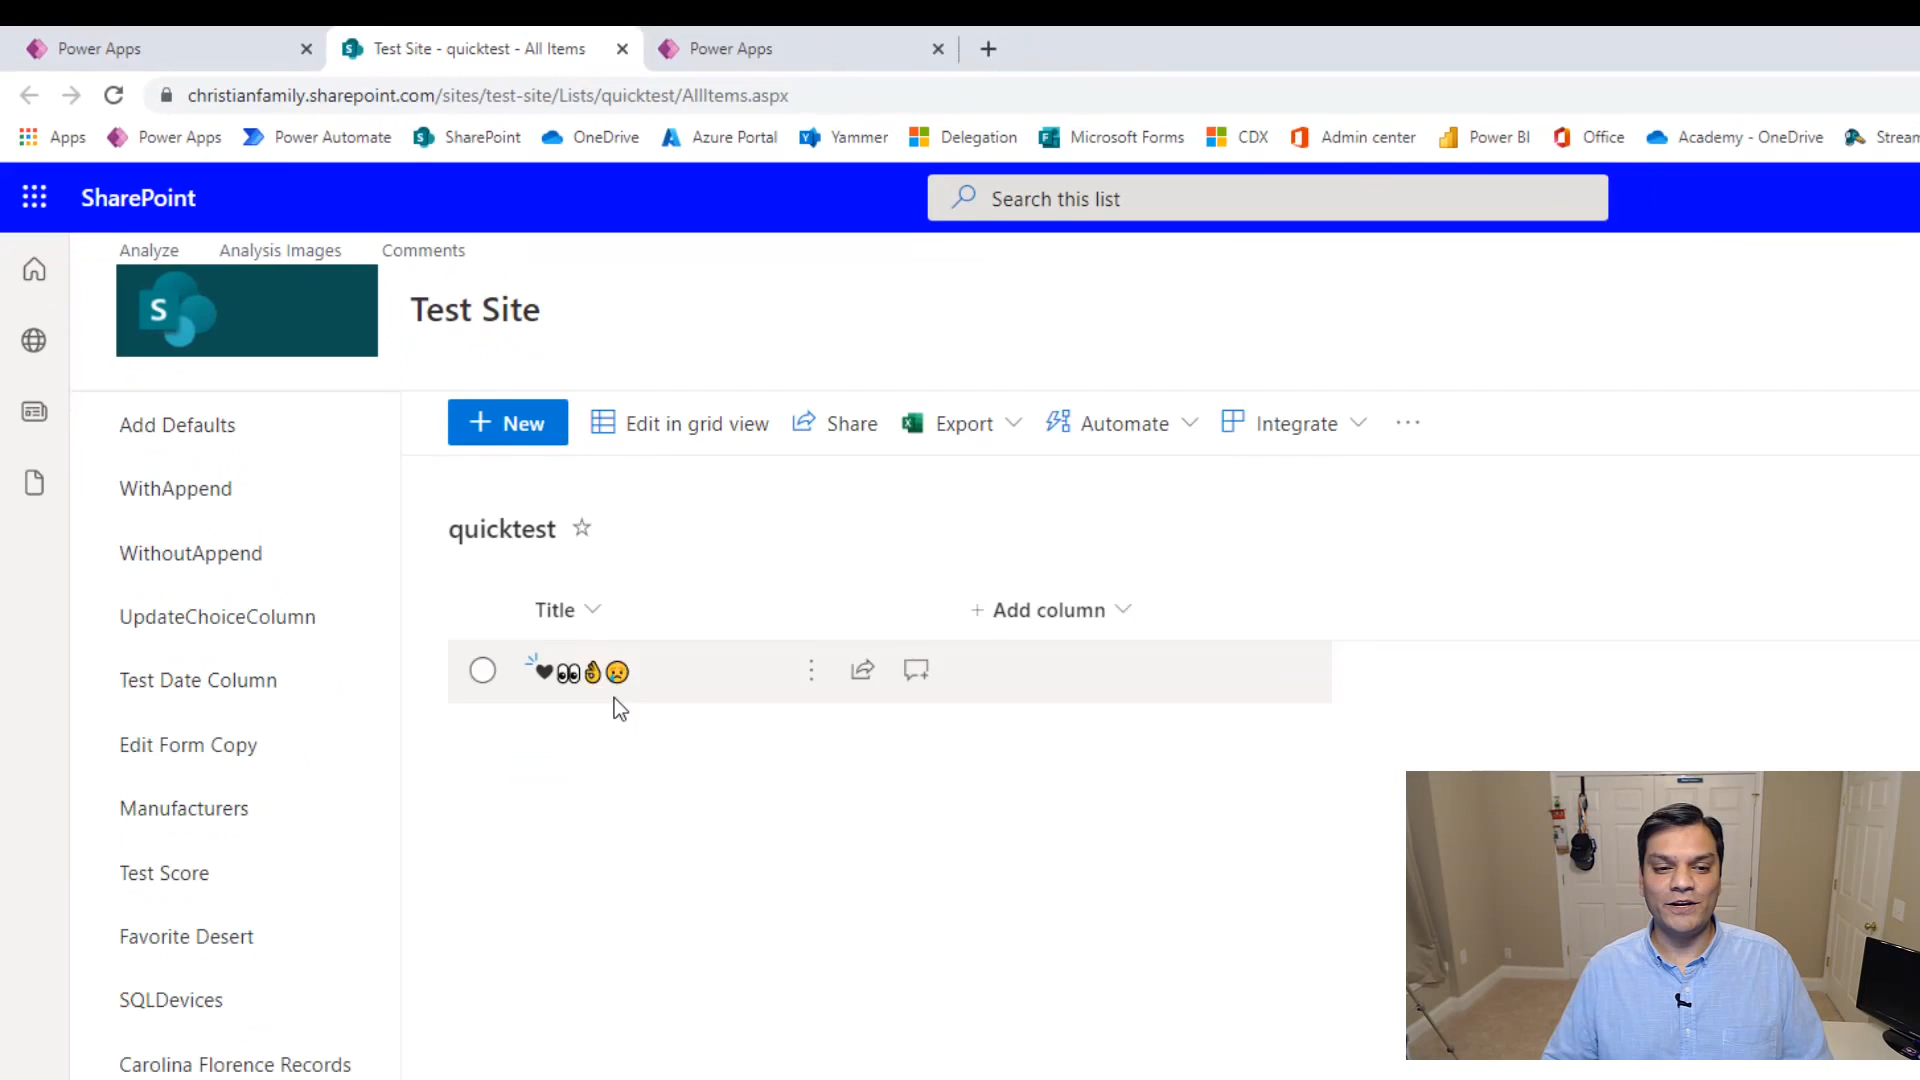 Power Apps
Test Site - quicktest - All Items
Power Apps
christianfamily.sharepoint.com/sites/test-site/Lists/quicktest/AllItems.aspx
Apps Power Apps Power Automate SharePoint OneDrive Azure Portal Yammer Delegation Microsoft Forms CDX Admin center Power BI Office Academy - OneDrive Stream
SharePoint
Search this list
Analyze Analysis Images Comments
S
Test Site
Add Defaults
WithAppend
WithoutAppend
UpdateChoiceColumn
Test Date Column
Edit Form Copy
Manufacturers
Test Score
Favorite Desert
SQLDevices
Carolina Florence Records
+ New Edit in grid view Share Export Automate Integrate ...
quicktest
Title + Add column
🖤👀👌😥